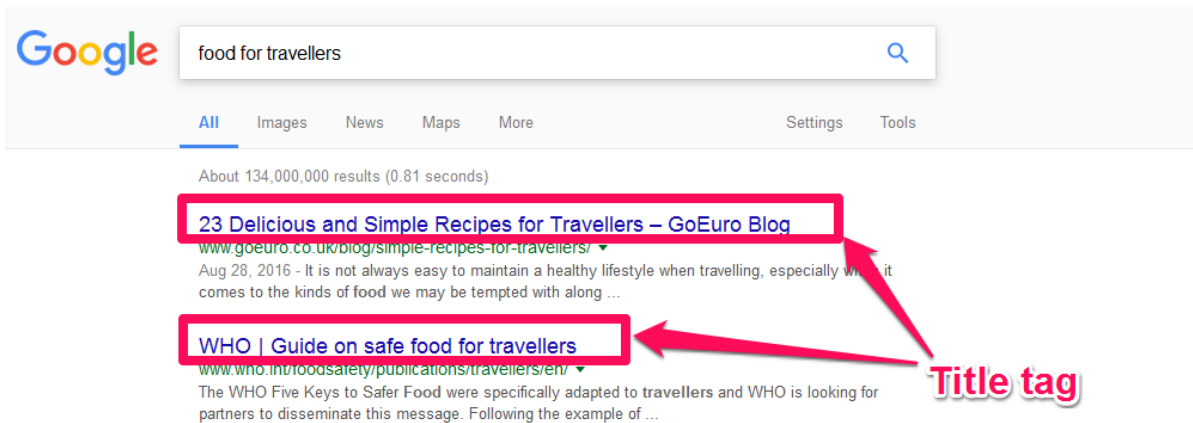 Google
food for travellers
All Images News Maps More Settings Tools
About 134,000,000 results (0.81 seconds)
23 Delicious and Simple Recipes for Travellers – GoEuro Blog
www.goeuro.co.uk/blog/simple-recipes-for-travellers/
Aug 28, 2016 - It is not always easy to maintain a healthy lifestyle when travelling, especially when it
comes to the kinds of food we may be tempted with along ...
WHO | Guide on safe food for travellers
www.who.int/foodsafety/publications/travellers/en/
The WHO Five Keys to Safer Food were specifically adapted to travellers and WHO is looking for
partners to disseminate this message. Following the example of ...
Title tag